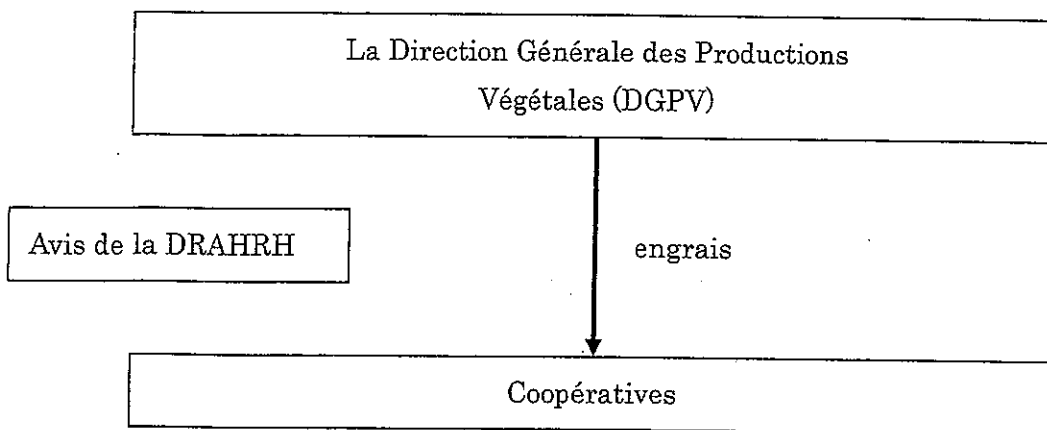 La Direction Générale des Productions
Végétales (DGPV)
Avis de la DRAHRH
engrais
Coopératives